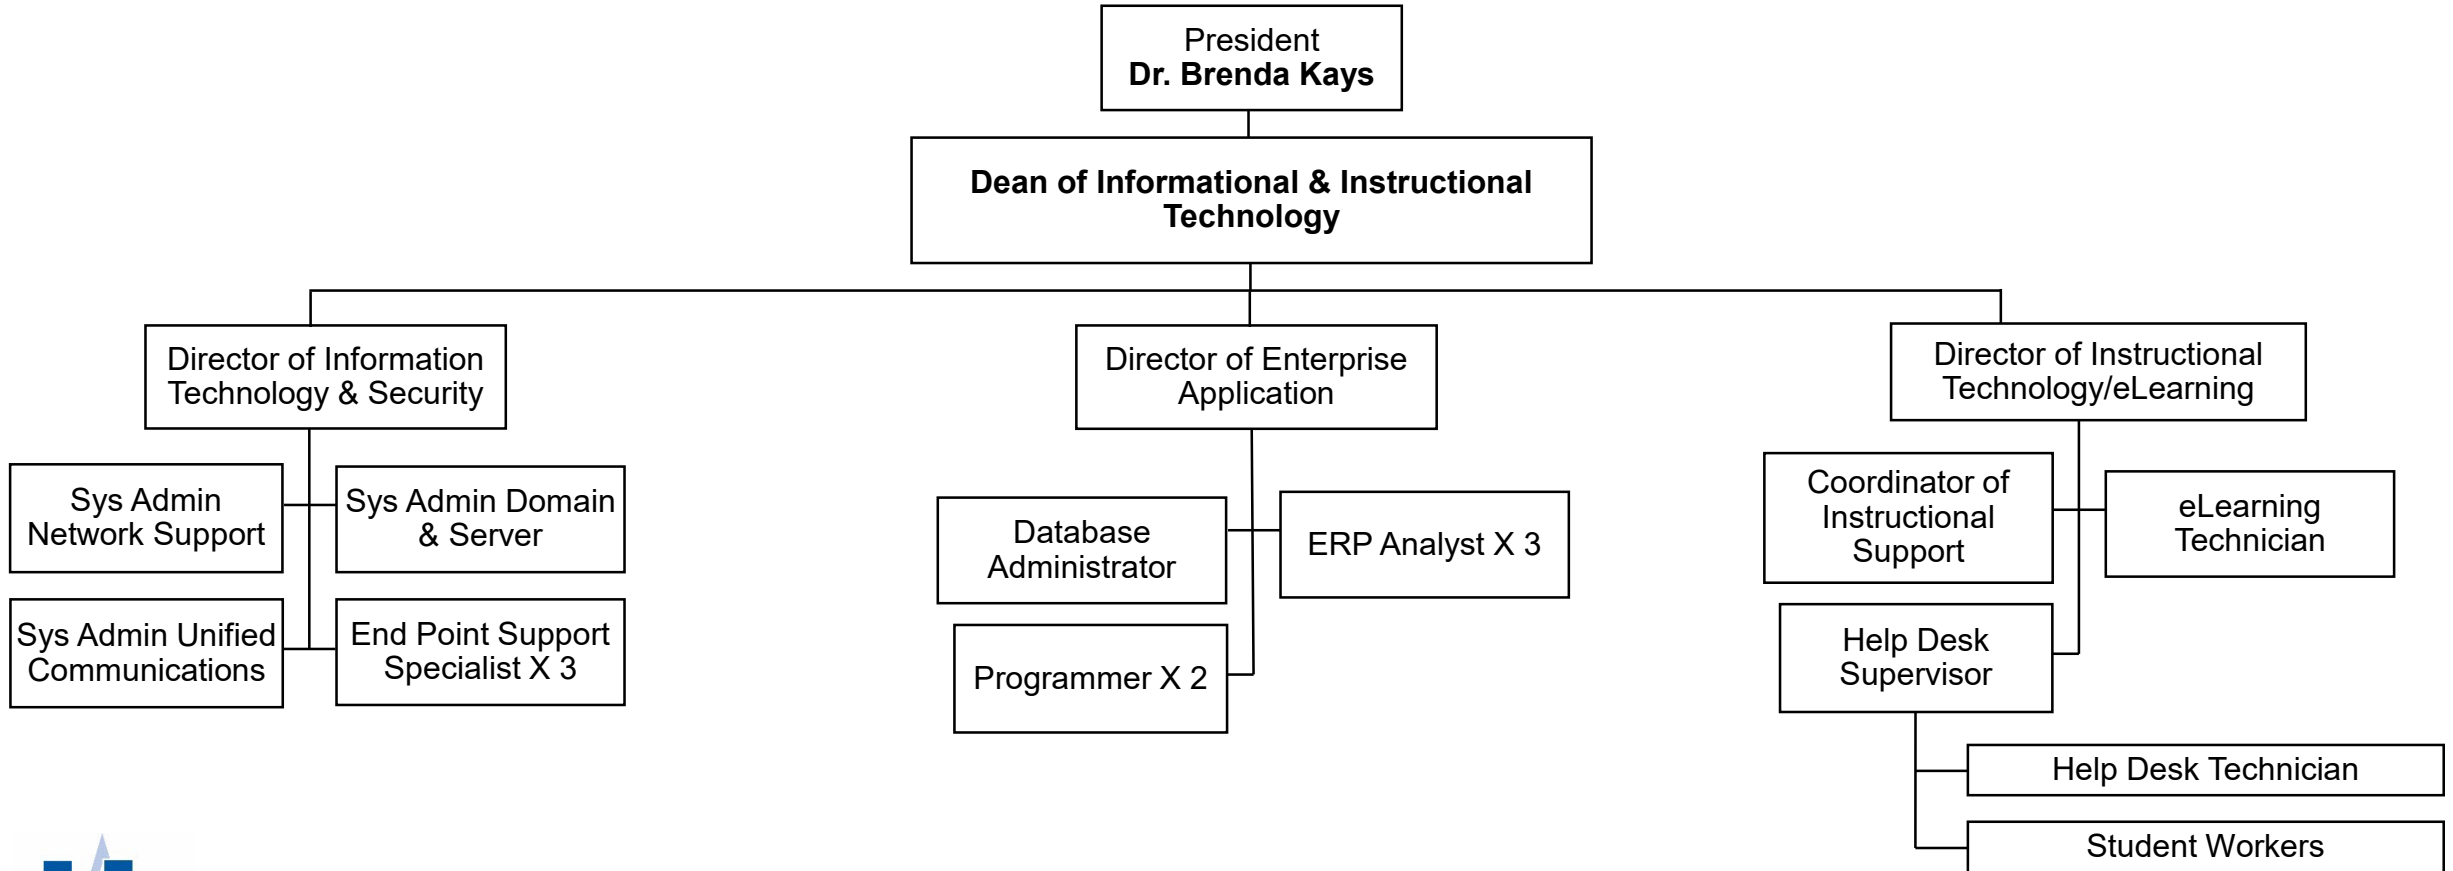 President
Dr. Brenda Kays
Dean of Informational & Instructional
Technology
Director of Information
Technology & Security
Director of Enterprise
Application
Director of Instructional
Technology/eLearning
Sys Admin
Network Support
Sys Admin Domain
& Server
Sys Admin Unified
Communications
End Point Support
Specialist X 3
Database
Administrator
ERP Analyst X 3
Programmer X 2
Coordinator of
Instructional
Support
eLearning
Technician
Help Desk
Supervisor
Help Desk Technician
Student Workers